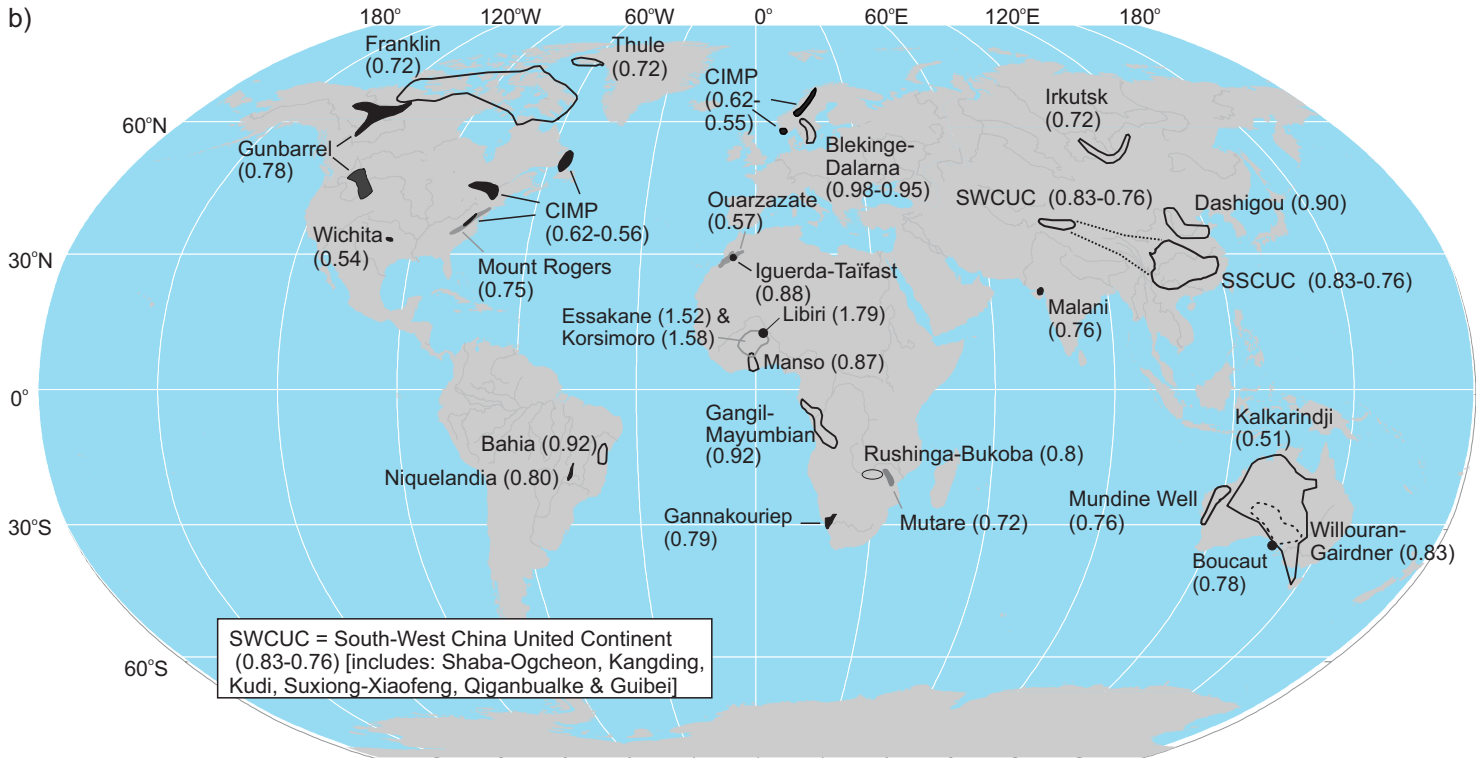 b)
180°
120°W
60°W
0°
60°E
120°E
180°
Franklin
(0.72)
Thule
(0.72)
CIMP
(0.62-
0.55)
Irkutsk
(0.72)
60°N
Gunbarrel
(0.78)
Blekinge-
Dalarna
(0.98-0.95)
SWCUC (0.83-0.76)
Dashigou (0.90)
Ouarzazate
(0.57)
CIMP
(0.62-0.56)
Wichita
(0.54)
30°N
Mount Rogers
(0.75)
Iguerda-Taïfast
(0.88)
SSCUC (0.83-0.76)
Essakane (1.52) &
Korsimoro (1.58)
Libiri (1.79)
Malani
(0.76)
Manso (0.87)
0°
Gangil-
Mayumbian
(0.92)
Kalkarindji
(0.51)
Bahia (0.92)
Niquelandia (0.80)
Rushinga-Bukoba (0.8)
Mundine Well
(0.76)
30°S
Gannakouriep
(0.79)
Mutare (0.72)
Willouran-
Gairdner (0.83)
Boucaut
(0.78)
60°S
SWCUC = South-West China United Continent
(0.83-0.76) [includes: Shaba-Ogcheon, Kangding,
Kudi, Suxiong-Xiaofeng, Qiganbualke & Guibei]